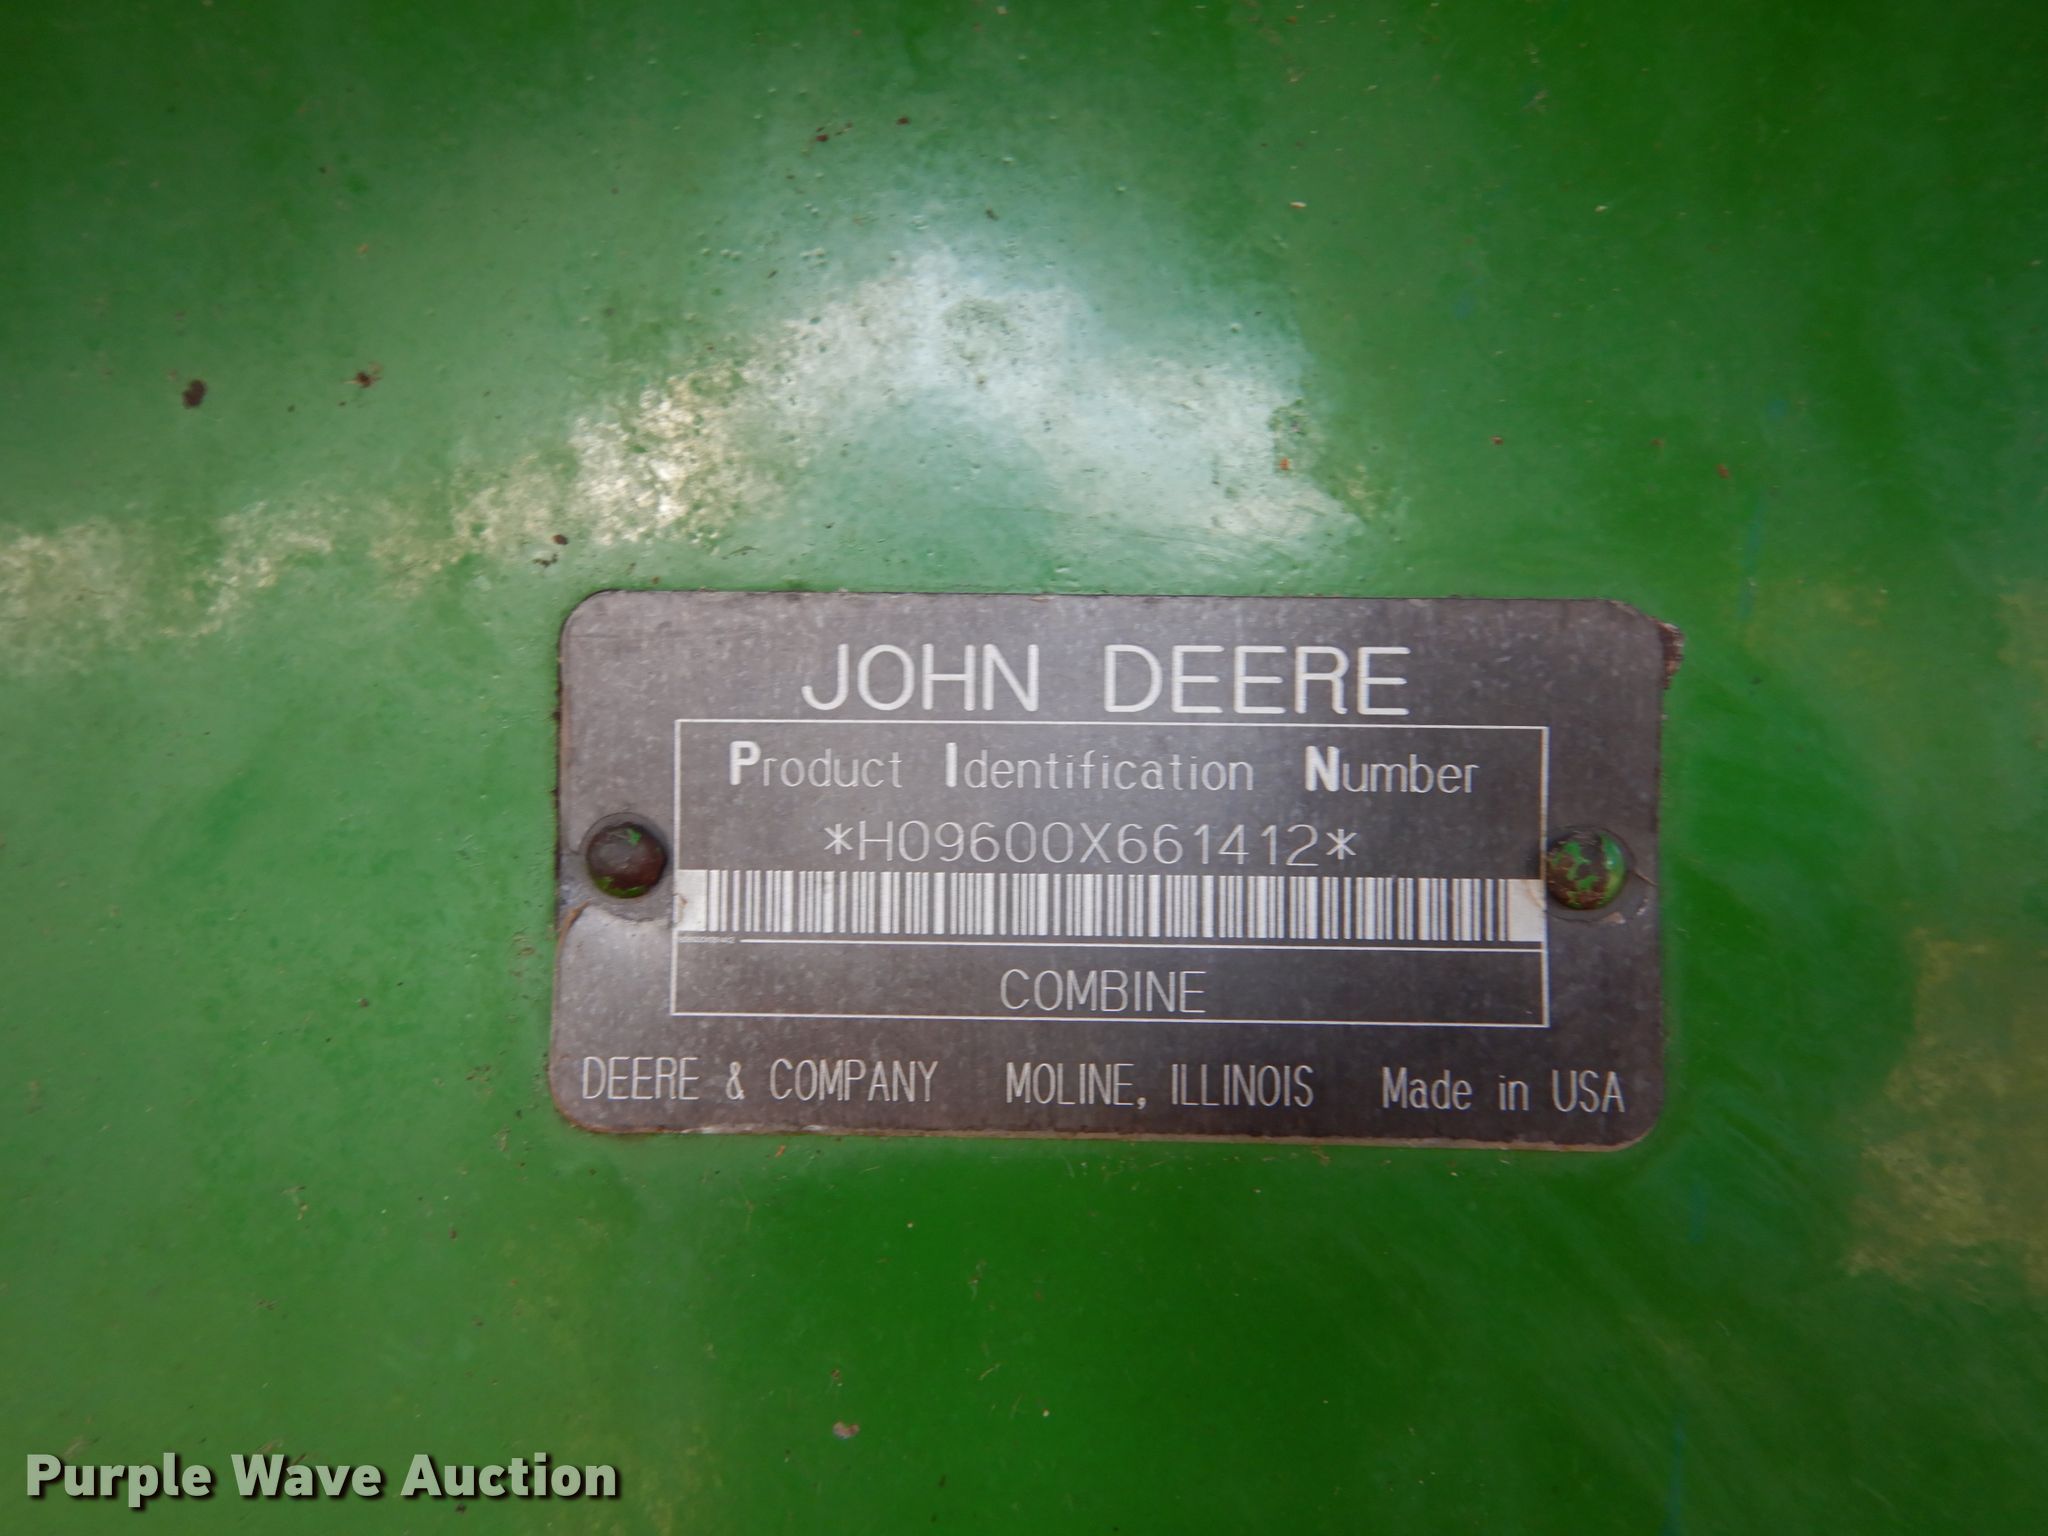 JOHN DEERE
Product Identification Number
*H09600X661412*
COMBINE
DEERE & COMPANY MOLINE, ILLINOIS Made in USA
Purple Wave Auction